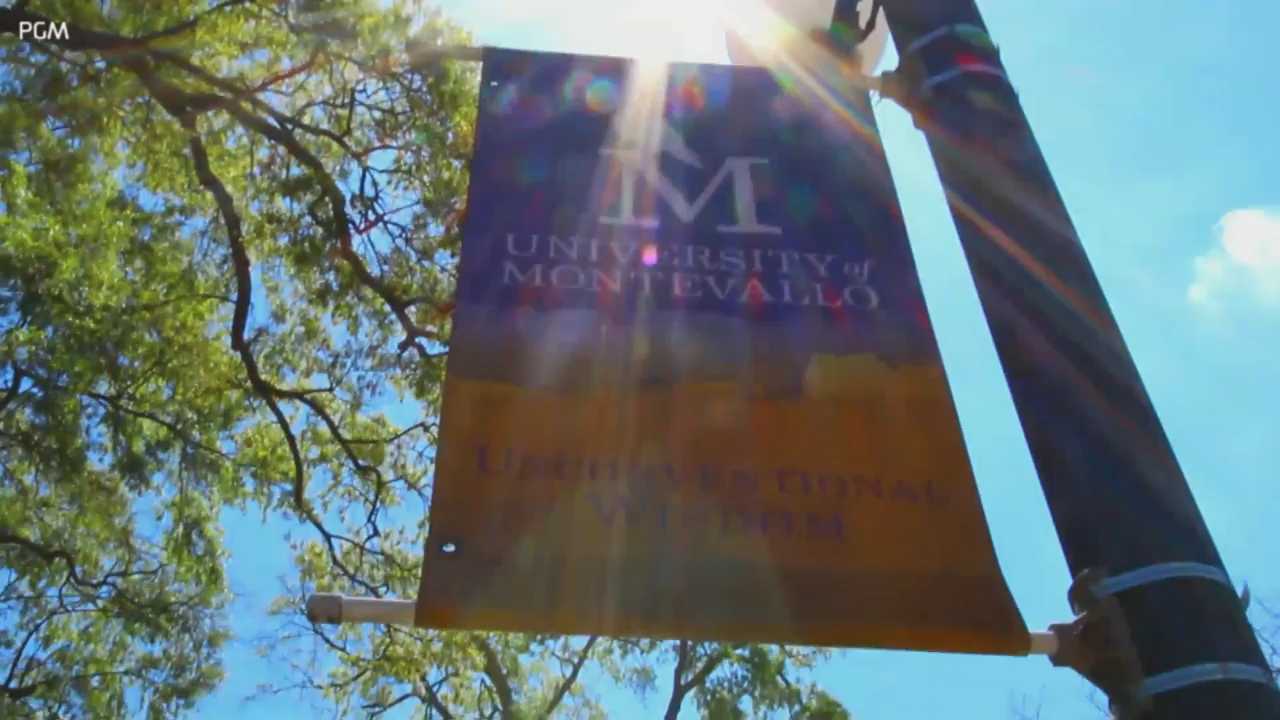 PGM
M
UNIVERSITY of
MONTEVALLO
UNCONVENTIONAL
WISDOM